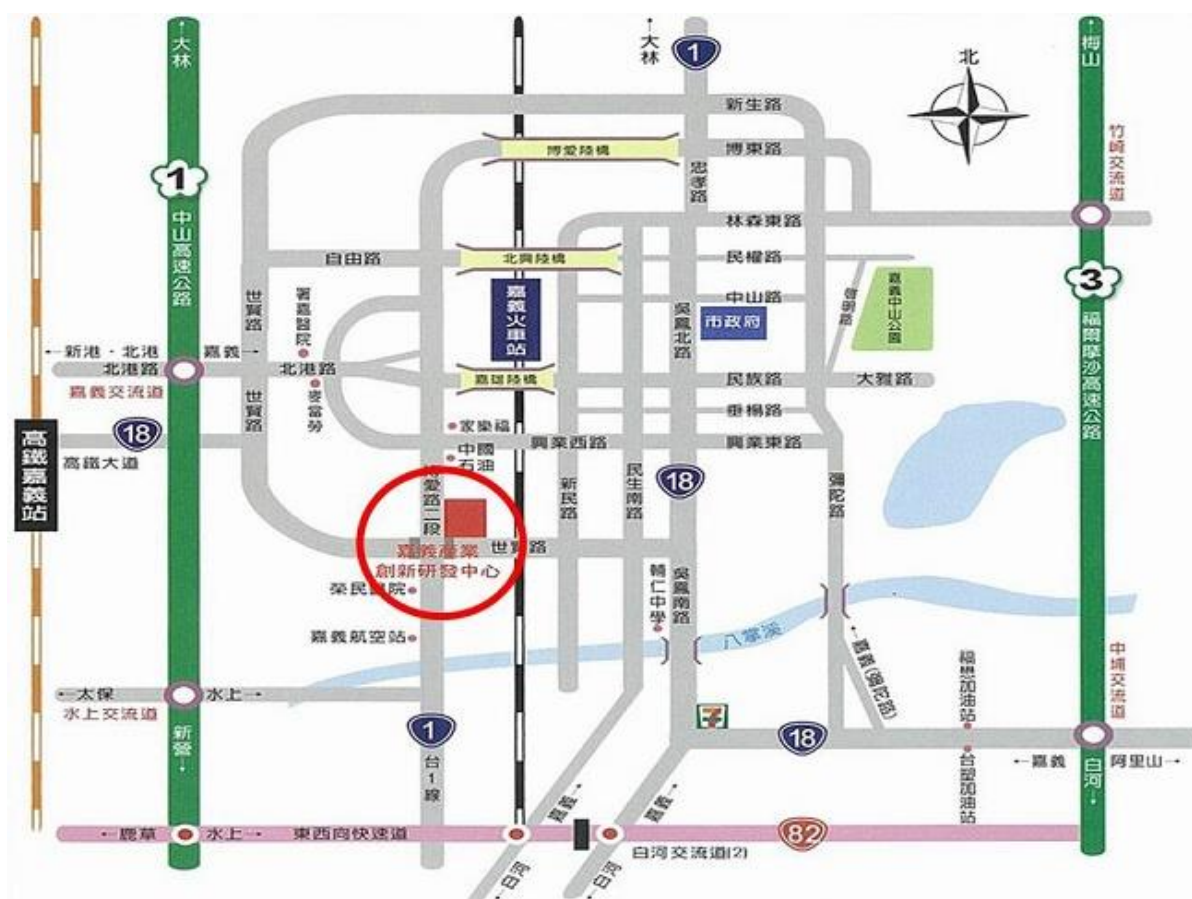 ←大林
←大林
1
←梅山
北
新生路
竹崎交流道
博愛陸橋
博東路
1
忠孝路
中山高速公路
林森東路
自由路
北興陸橋
民權路
3
世賢路
署嘉醫院
嘉義火車站
中山路
啓明路
嘉義中山公園
吳鳳北路
市政府
福爾摩沙高速公路
←新港·北港
嘉義→
北港路
北港路
嘉義交流道
嘉雄陸橋
民族路
大雅路
世賢路
麥當勞
垂楊路
高鐵嘉義站
18
家樂福
興業西路
興業東路
高鐵大道
中國
石油
博愛路二段
新民路
民生南路
18
彌陀路
世賢路
嘉義產業
創新研發中心
榮民醫院
輔仁中學
吳鳳南路
八掌溪
嘉義航空站
←嘉義(彌陀路)
福懋加油站
中埔交流道
←太保
水上→
水上交流道
新營→
1
7
18
台1線
台塑加油站
←嘉義
阿里山→
白河→
嘉義→
嘉義→
←鹿草
水上→
東西向快速道
82
白河交流道(2)
←白河
←白河